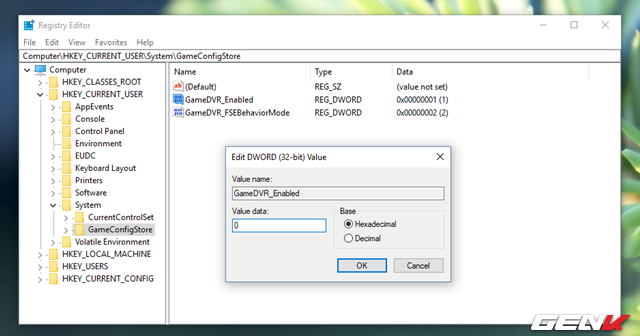 Registry Editor
File Edit View Favorites Help
Computer\HKEY_CURRENT_USER\System\GameConfigStore
Computer
HKEY_CLASSES_ROOT
HKEY_CURRENT_USER
AppEvents
Console
Control Panel
Environment
EUDC
Keyboard Layout
Printers
Software
System
CurrentControlSet
GameConfigStore
Volatile Environment
HKEY_LOCAL_MACHINE
HKEY_USERS
HKEY_CURRENT_CONFIG
Name Type Data
(Default) REG_SZ (value not set)
GameDVR_Enabled REG_DWORD 0x00000001 (1)
GameDVR_FSEBehaviorMode REG_DWORD 0x00000002 (2)
Edit DWORD (32-bit) Value
Value name:
GameDVR_Enabled
Value data:
0
Base
Hexadecimal
Decimal
OK Cancel
GENK